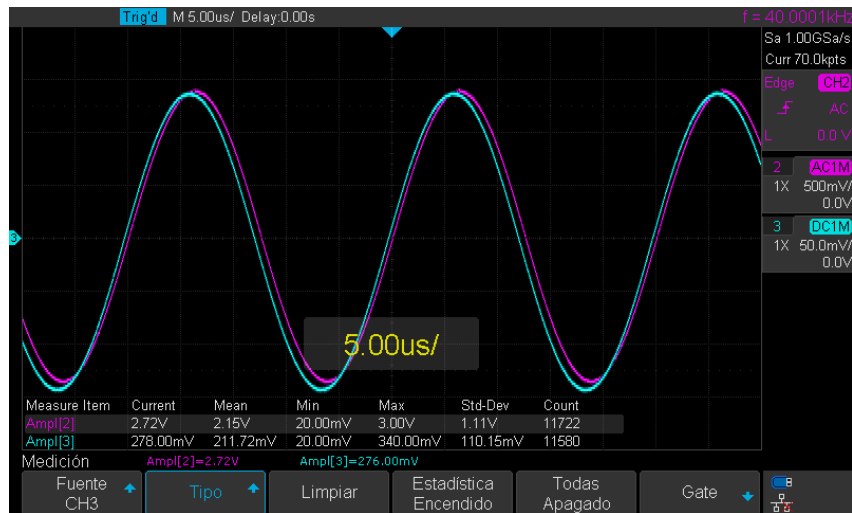 Trig'd M 5.00us/ Delay:0.00s f = 40.0001kHz
Sa 1.00GSa/s
Curr 70.0kpts
Edge CH2
AC
L 0.0 V
2 AC1M
1X 500mV/
0.0V
3 DC1M
1X 50.0mV/
0.0V
3
5.00us/
Measure Item Current Mean Min Max Std-Dev Count
Ampl[2] 2.72V 2.15V 20.00mV 3.00V 1.11V 11722
Ampl[3] 278.00mV 211.72mV 20.00mV 340.00mV 110.15mV 11580
Medición Ampl[2]=2.72V Ampl[3]=276.00mV
Fuente CH3
Tipo
Limpiar
Estadística Encendido
Todas Apagado
Gate